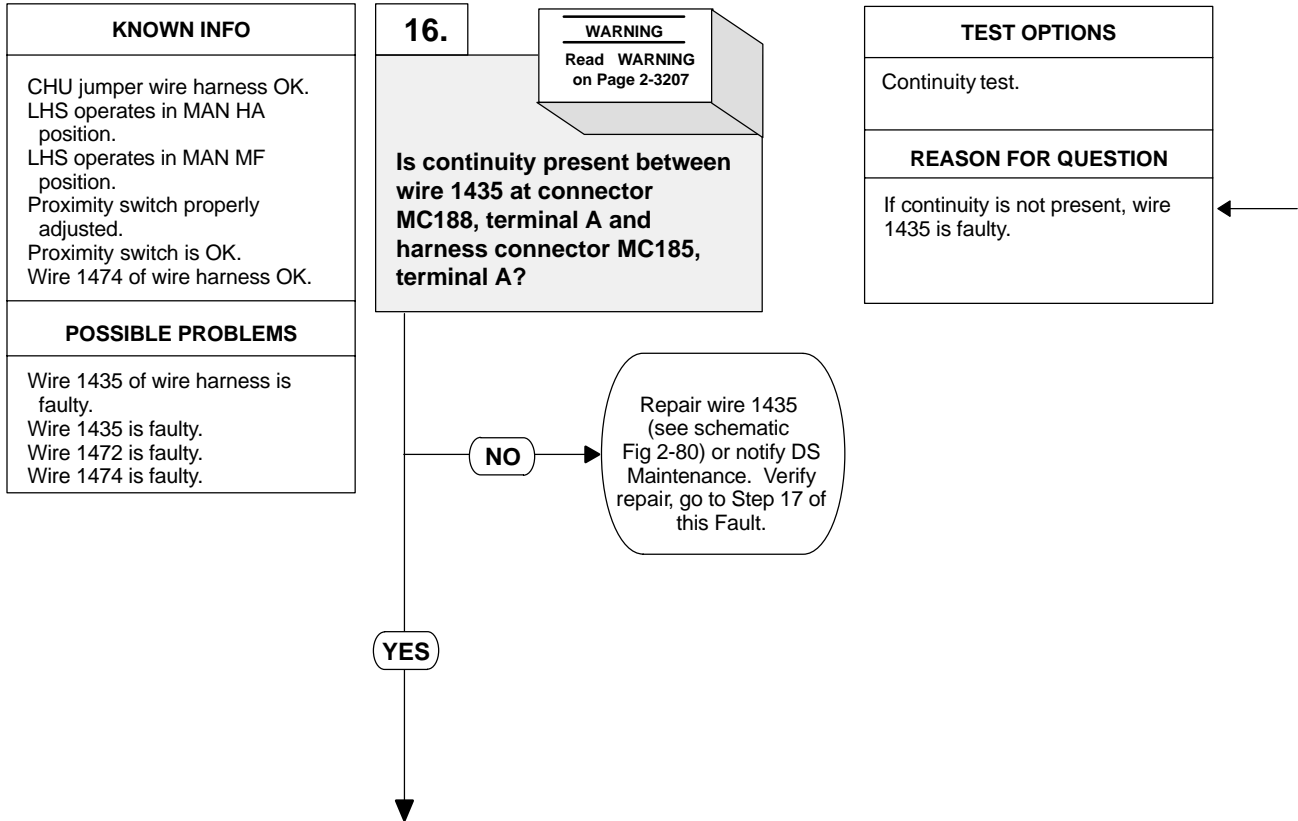 KNOWN INFO
CHU jumper wire harness OK.
LHS operates in MAN HA
position.
LHS operates in MAN MF
position.
Proximity switch properly
adjusted.
Proximity switch is OK.
Wire 1474 of wire harness OK.
POSSIBLE PROBLEMS
Wire 1435 of wire harness is
faulty.
Wire 1435 is faulty.
Wire 1472 is faulty.
Wire 1474 is faulty.
16.
WARNING
Read WARNING
on Page 2-3207
Is continuity present between
wire 1435 at connector
MC188, terminal A and
harness connector MC185,
terminal A?
TEST OPTIONS
Continuity test.
REASON FOR QUESTION
If continuity is not present, wire
1435 is faulty.
NO
Repair wire 1435
(see schematic
Fig 2-80) or notify DS
Maintenance. Verify
repair, go to Step 17 of
this Fault.
YES